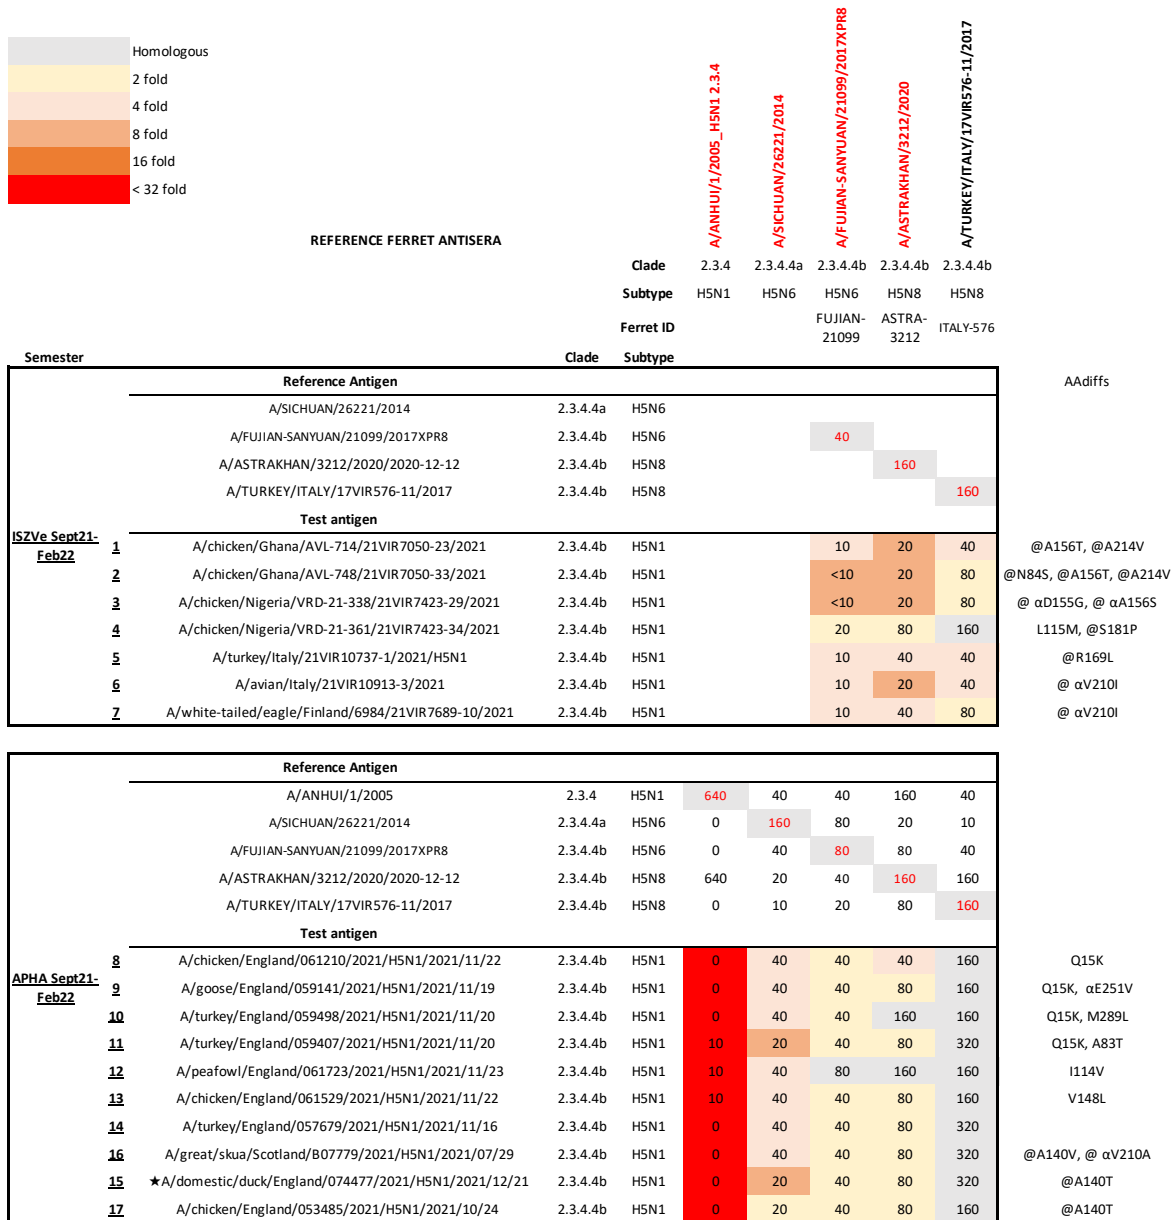 Homologous
2 fold
4 fold
8 fold
16 fold
< 32 fold
REFERENCE FERRET ANTISERA
A/ANHUI/1/2005_H5N1 2.3.4
A/SICHUAN/26221/2014
A/FUJIAN-SANYUAN/21099/2017XPR8
A/ASTRAKHAN/3212/2020
A/TURKEY/ITALY/17VIR576-11/2017
Clade 2.3.4 2.3.4.4a 2.3.4.4b 2.3.4.4b 2.3.4.4b
Subtype H5N1 H5N6 H5N6 H5N8 H5N8
Ferret ID FUJIAN-21099 ASTRA-3212 ITALY-576
Semester Clade Subtype
Reference Antigen AAdiffs
A/SICHUAN/26221/2014 2.3.4.4a H5N6
A/FUJIAN-SANYUAN/21099/2017XPR8 2.3.4.4b H5N6 40
A/ASTRAKHAN/3212/2020/2020-12-12 2.3.4.4b H5N8 160
A/TURKEY/ITALY/17VIR576-11/2017 2.3.4.4b H5N8 160
Test antigen
ISZVe Sept21-Feb22
1 A/chicken/Ghana/AVL-714/21VIR7050-23/2021 2.3.4.4b H5N1 10 20 40 @A156T, @A214V
2 A/chicken/Ghana/AVL-748/21VIR7050-33/2021 2.3.4.4b H5N1 <10 20 80 @N84S, @A156T, @A214V
3 A/chicken/Nigeria/VRD-21-338/21VIR7423-29/2021 2.3.4.4b H5N1 <10 20 80 @ αD155G, @ αA156S
4 A/chicken/Nigeria/VRD-21-361/21VIR7423-34/2021 2.3.4.4b H5N1 20 80 160 L115M, @S181P
5 A/turkey/Italy/21VIR10737-1/2021/H5N1 2.3.4.4b H5N1 10 40 40 @R169L
6 A/avian/Italy/21VIR10913-3/2021 2.3.4.4b H5N1 10 20 40 @ αV210I
7 A/white-tailed/eagle/Finland/6984/21VIR7689-10/2021 2.3.4.4b H5N1 10 40 80 @ αV210I
Reference Antigen
A/ANHUI/1/2005 2.3.4 H5N1 640 40 40 160 40
A/SICHUAN/26221/2014 2.3.4.4a H5N6 0 160 80 20 10
A/FUJIAN-SANYUAN/21099/2017XPR8 2.3.4.4b H5N6 0 40 80 80 40
A/ASTRAKHAN/3212/2020/2020-12-12 2.3.4.4b H5N8 640 20 40 160 160
A/TURKEY/ITALY/17VIR576-11/2017 2.3.4.4b H5N8 0 10 20 80 160
Test antigen
APHA Sept21-Feb22
8 A/chicken/England/061210/2021/H5N1/2021/11/22 2.3.4.4b H5N1 0 40 40 40 160 Q15K
9 A/goose/England/059141/2021/H5N1/2021/11/19 2.3.4.4b H5N1 0 40 40 80 160 Q15K, αE251V
10 A/turkey/England/059498/2021/H5N1/2021/11/20 2.3.4.4b H5N1 0 40 40 160 160 Q15K, M289L
11 A/turkey/England/059407/2021/H5N1/2021/11/20 2.3.4.4b H5N1 10 20 40 80 320 Q15K, A83T
12 A/peafowl/England/061723/2021/H5N1/2021/11/23 2.3.4.4b H5N1 10 40 80 160 160 I114V
13 A/chicken/England/061529/2021/H5N1/2021/11/22 2.3.4.4b H5N1 10 40 40 80 160 V148L
14 A/turkey/England/057679/2021/H5N1/2021/11/16 2.3.4.4b H5N1 0 40 40 80 320
16 A/great/skua/Scotland/B07779/2021/H5N1/2021/07/29 2.3.4.4b H5N1 0 40 40 80 320 @A140V, @ αV210A
15 ★A/domestic/duck/England/074477/2021/H5N1/2021/12/21 2.3.4.4b H5N1 0 20 40 80 320 @A140T
17 A/chicken/England/053485/2021/H5N1/2021/10/24 2.3.4.4b H5N1 0 20 40 80 160 @A140T